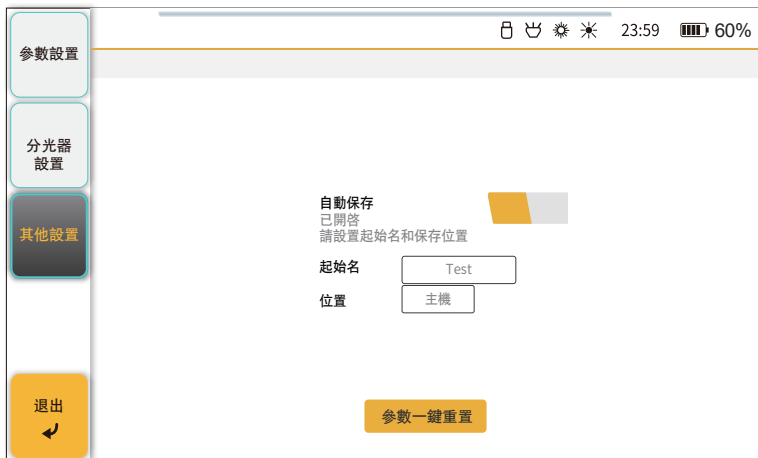 23:59
60%
參數設置
分光器
設置
其他設置
退出
自動保存
已開啓
請設置起始名和保存位置
起始名
Test
位置
主機
參數一鍵重置